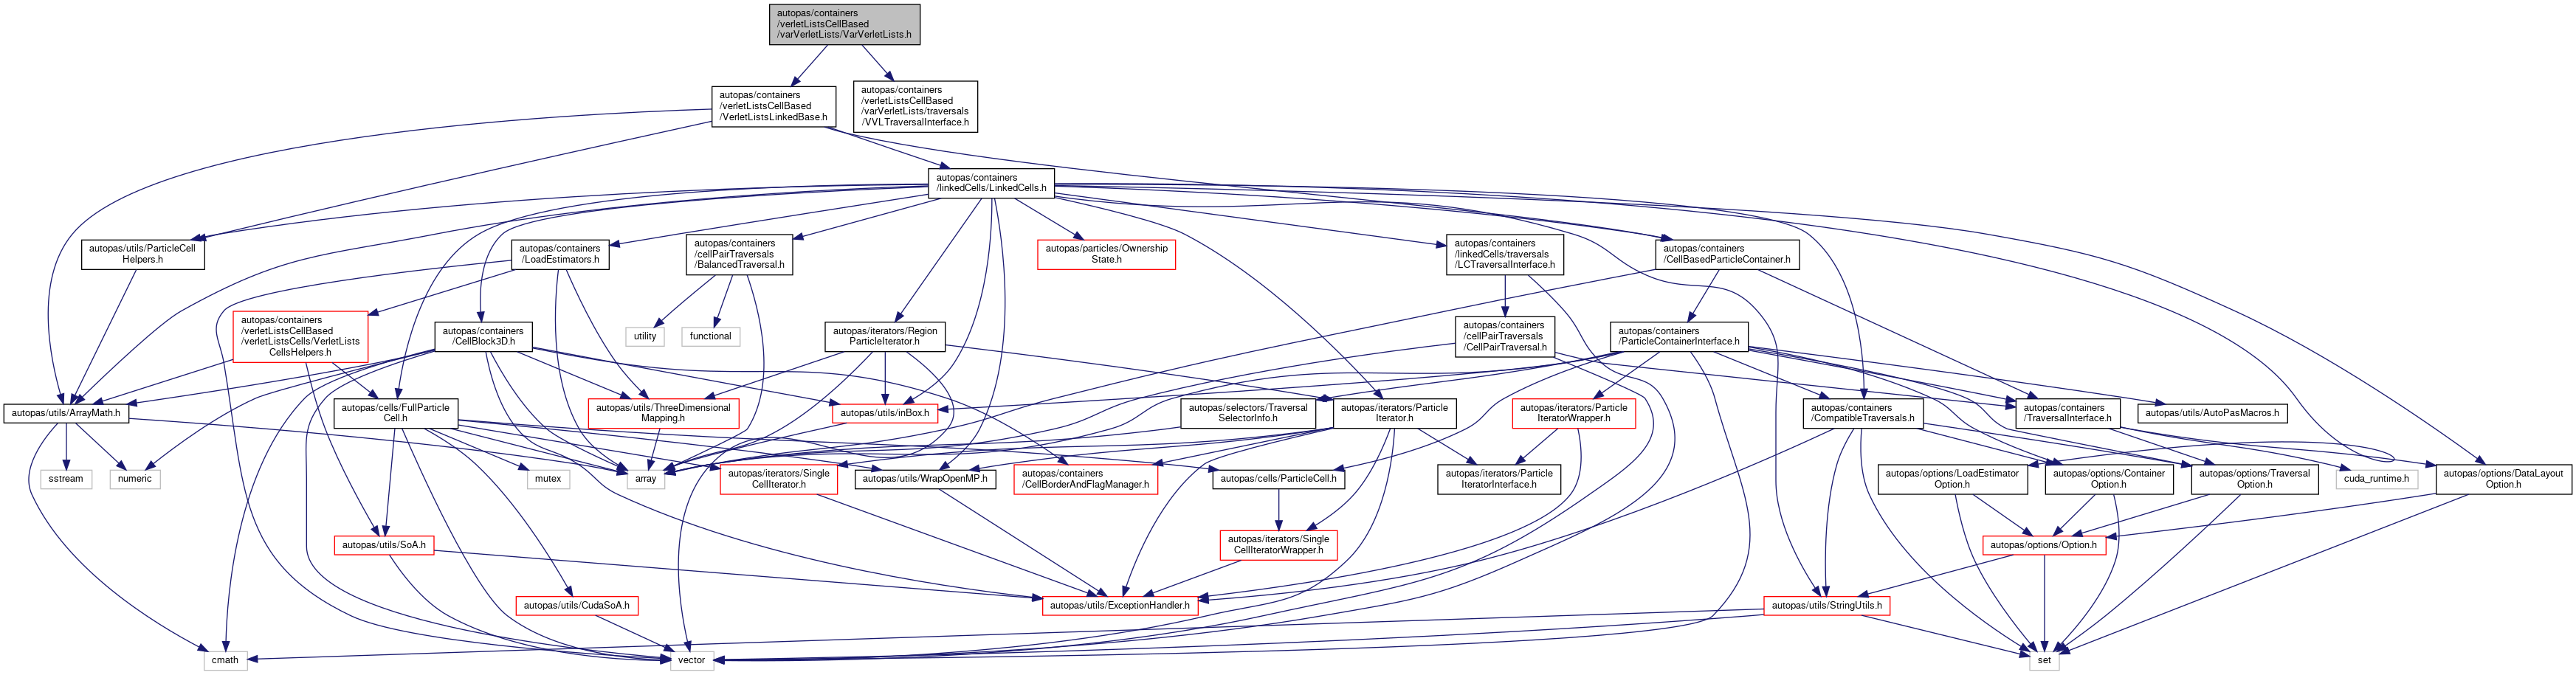 autopas/containers
/verletListsCellBased
/varVerletLists/VarVerletLists.h
autopas/containers
/verletListsCellBased
/VerletListsLinkedBase.h
autopas/containers
/verletListsCellBased
/varVerletLists/traversals
/VVLTraversalInterface.h
autopas/containers
/linkedCells/LinkedCells.h
autopas/utils/ParticleCell
Helpers.h
autopas/containers
/LoadEstimators.h
autopas/containers
/cellPairTraversals
/BalancedTraversal.h
autopas/particles/Ownership
State.h
autopas/containers
/linkedCells/traversals
/LCTraversalInterface.h
autopas/containers
/CellBasedParticleContainer.h
autopas/containers
/verletListsCellBased
/verletListsCells/VerletLists
CellsHelpers.h
autopas/containers
/CellBlock3D.h
utility
functional
autopas/iterators/Region
ParticleIterator.h
autopas/containers
/cellPairTraversals
/CellPairTraversal.h
autopas/containers
/ParticleContainerInterface.h
autopas/utils/ArrayMath.h
autopas/cells/FullParticle
Cell.h
autopas/utils/ThreeDimensional
Mapping.h
autopas/utils/inBox.h
autopas/selectors/Traversal
SelectorInfo.h
autopas/iterators/Particle
Iterator.h
autopas/iterators/Particle
IteratorWrapper.h
autopas/containers
/CompatibleTraversals.h
autopas/containers
/TraversalInterface.h
autopas/utils/AutoPasMacros.h
sstream
numeric
mutex
array
autopas/iterators/Single
CellIterator.h
autopas/utils/WrapOpenMP.h
autopas/containers
/CellBorderAndFlagManager.h
autopas/cells/ParticleCell.h
autopas/iterators/Particle
IteratorInterface.h
autopas/options/LoadEstimator
Option.h
autopas/options/Container
Option.h
autopas/options/Traversal
Option.h
cuda_runtime.h
autopas/options/DataLayout
Option.h
autopas/utils/SoA.h
autopas/iterators/Single
CellIteratorWrapper.h
autopas/options/Option.h
autopas/utils/CudaSoA.h
autopas/utils/ExceptionHandler.h
autopas/utils/StringUtils.h
cmath
vector
set